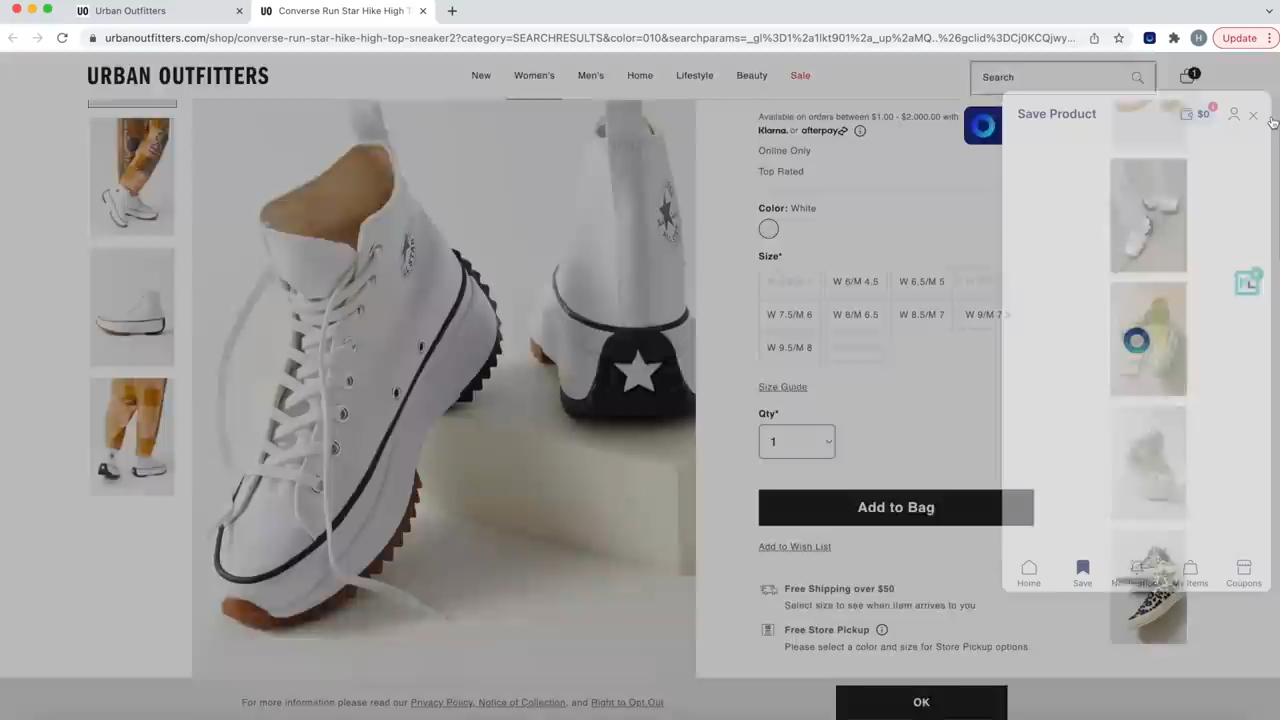 UO Urban Outfitters
UO Converse Run Star Hike High T
urbanoutfitters.com/shop/converse-run-star-hike-high-top-sneaker2?category=SEARCHRESULTS&color=010&searchparams=_gl%3D1%2a1lkt901%2a_up%2aMQ..%26gclid%3DCj0KCQjwy...
H
Update
URBAN OUTFITTERS
New Women's Men's Home Lifestyle Beauty Sale
Search
1
Save Product
$0
Available on orders between $1.00 - $2,000.00 with
Klarna. or afterpay
Online Only
Top Rated
Color: White
Size*
W 6/M 4.5 W 6.5/M 5
W 7.5/M 6 W 8/M 6.5 W 8.5/M 7 W 9/M 7
W 9.5/M 8
Size Guide
Qty*
1
Add to Bag
Add to Wish List
Free Shipping over $50
Select size to see when item arrives to you
Free Store Pickup
Please select a color and size for Store Pickup options.
Home Save My Items Coupons
For more information please read our Privacy Policy, Notice of Collection, and Right to Opt Out
OK